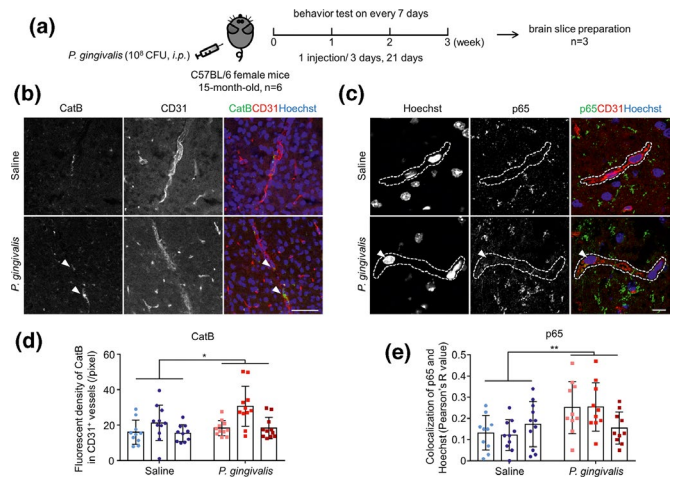 (a)
behavior test on every 7 days
P. gingivalis (10⁸ CFU, i.p.)
0 1 2 3 (week)
1 injection/ 3 days, 21 days
brain slice preparation
n=3
C57BL/6 female mice
15-month-old, n=6
(b)
CatB CD31 CatBCD31Hoechst
Saline
P. gingivalis
(c)
Hoechst p65 p65CD31Hoechst
Saline
P. gingivalis
(d)
CatB
Fluorescent density of CatB
in CD31⁺ vessels (/pixel)
60
40
20
0
*
Saline P. gingivalis
(e)
p65
Colocalization of p65 and
Hoechst (Pearson's R value)
0.5
0.4
0.3
0.2
0.1
0.0
**
Saline P. gingivalis